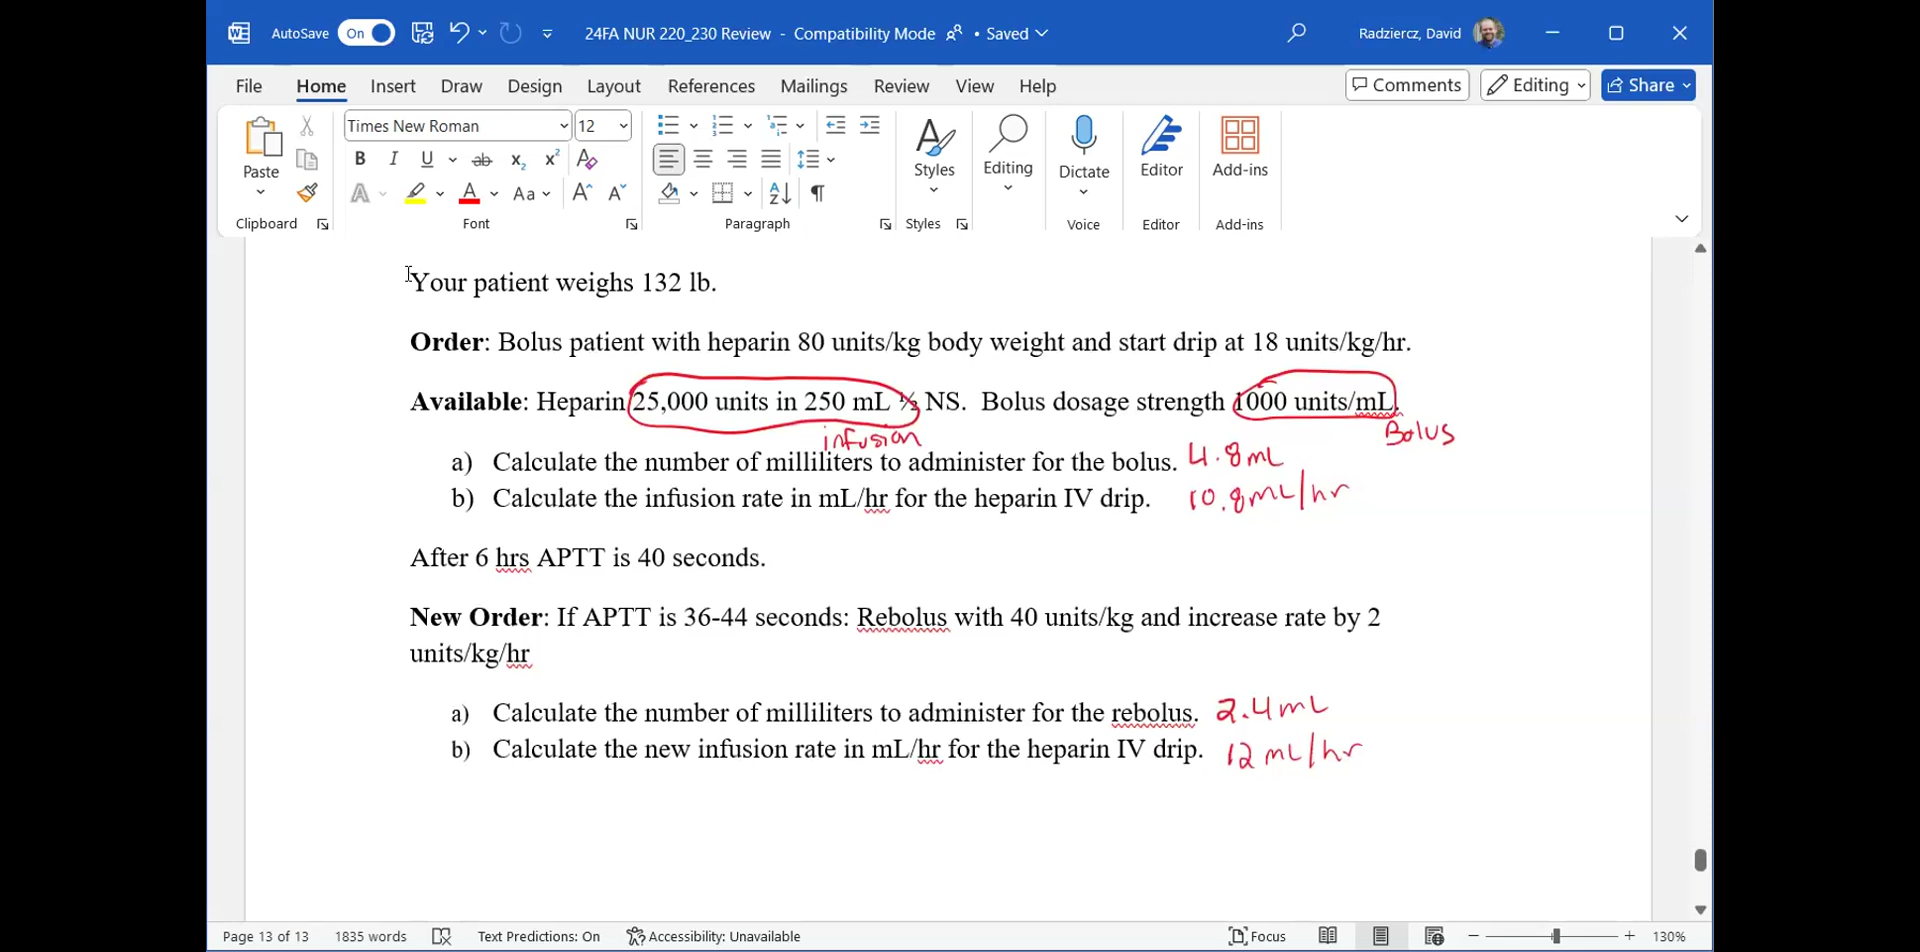 AutoSave On 24FA NUR 220_230 Review - Compatibility Mode • Saved Radziercz, David
File Home Insert Draw Design Layout References Mailings Review View Help Comments Editing Share
Times New Roman 12
B I U ab x₂ x² A
A A Aa A A
Paste Styles Editing Dictate Editor Add-ins
Clipboard Font Paragraph Styles Voice Editor Add-ins
Your patient weighs 132 lb.
Order: Bolus patient with heparin 80 units/kg body weight and start drip at 18 units/kg/hr.
Available: Heparin 25,000 units in 250 mL ½ NS. Bolus dosage strength 1000 units/mL.
infusion Bolus
a) Calculate the number of milliliters to administer for the bolus. 4.8mL
b) Calculate the infusion rate in mL/hr for the heparin IV drip. 10.8mL/hr
After 6 hrs APTT is 40 seconds.
New Order: If APTT is 36-44 seconds: Rebolus with 40 units/kg and increase rate by 2
units/kg/hr
a) Calculate the number of milliliters to administer for the rebolus. 2.4mL
b) Calculate the new infusion rate in mL/hr for the heparin IV drip. 12 mL/hr
Page 13 of 13 1835 words Text Predictions: On Accessibility: Unavailable Focus 130%